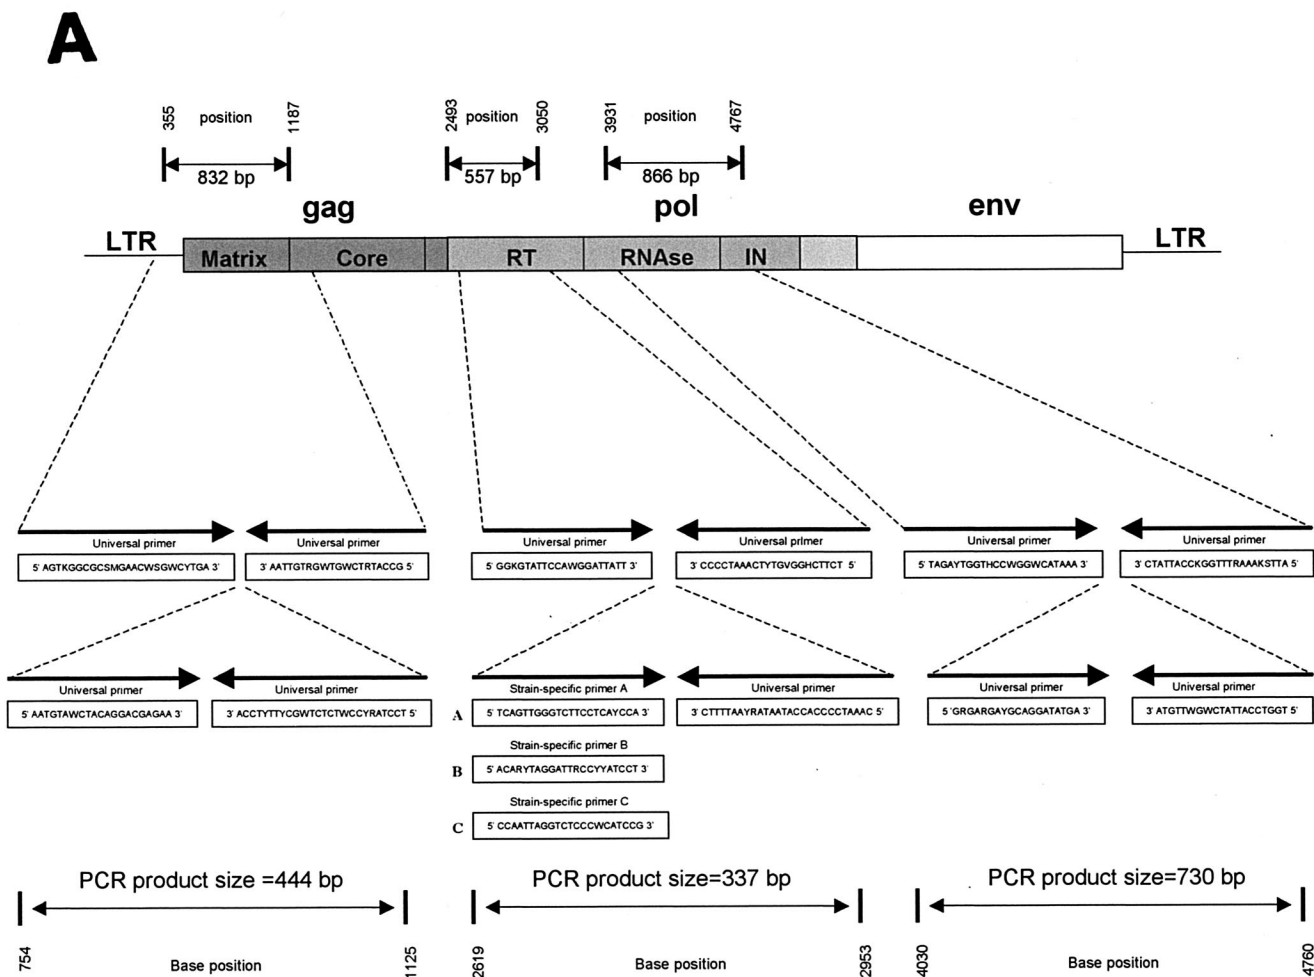 A
355 position 1187
2493 position 3050
3931 position 4767
832 bp
557 bp
866 bp
gag
pol
env
LTR
Matrix
Core
RT
RNAse
IN
LTR
Universal primer
Universal primer
Universal primer
Universal primer
Universal primer
Universal primer
5' AGTKGGCGCSMGAACWSGWCYTGA 3'
3' AATTGTRGWTGWCTRTACCG 5'
5' GGKGTATTCCAWGGATTATT 3'
3' CCCCTAAACTYTGVGGHCTTCT 5'
5' TAGAYTGGTHCCWGGWCATAAA 3'
3' CTATTACCKGGTTTRAAAKSTTA 5'
Universal primer
Universal primer
Strain-specific primer A
Universal primer
Universal primer
Universal primer
5' AATGTAWCTACAGGACGAGAA 3'
3' ACCTYTTYCGWTCTCTWCCYRATCCT 5'
A
5' TCAGTTGGGTCTTCCTCAYCCA 3'
3' CTTTTAAYRATAATACCACCCCTAAAC 5'
5 'GRGARGAYGCAGGATATGA 3'
3' ATGTTWGWCTATTACCTGGT 5'
Strain-specific primer B
B
5' ACARYTAGGATTRCCYYATCCT 3'
Strain-specific primer C
C
5' CCAATTAGGTCTCCCWCATCCG 3'
PCR product size =444 bp
PCR product size=337 bp
PCR product size=730 bp
754 Base position 1125
2619 Base position 2953
4030 Base position 4760